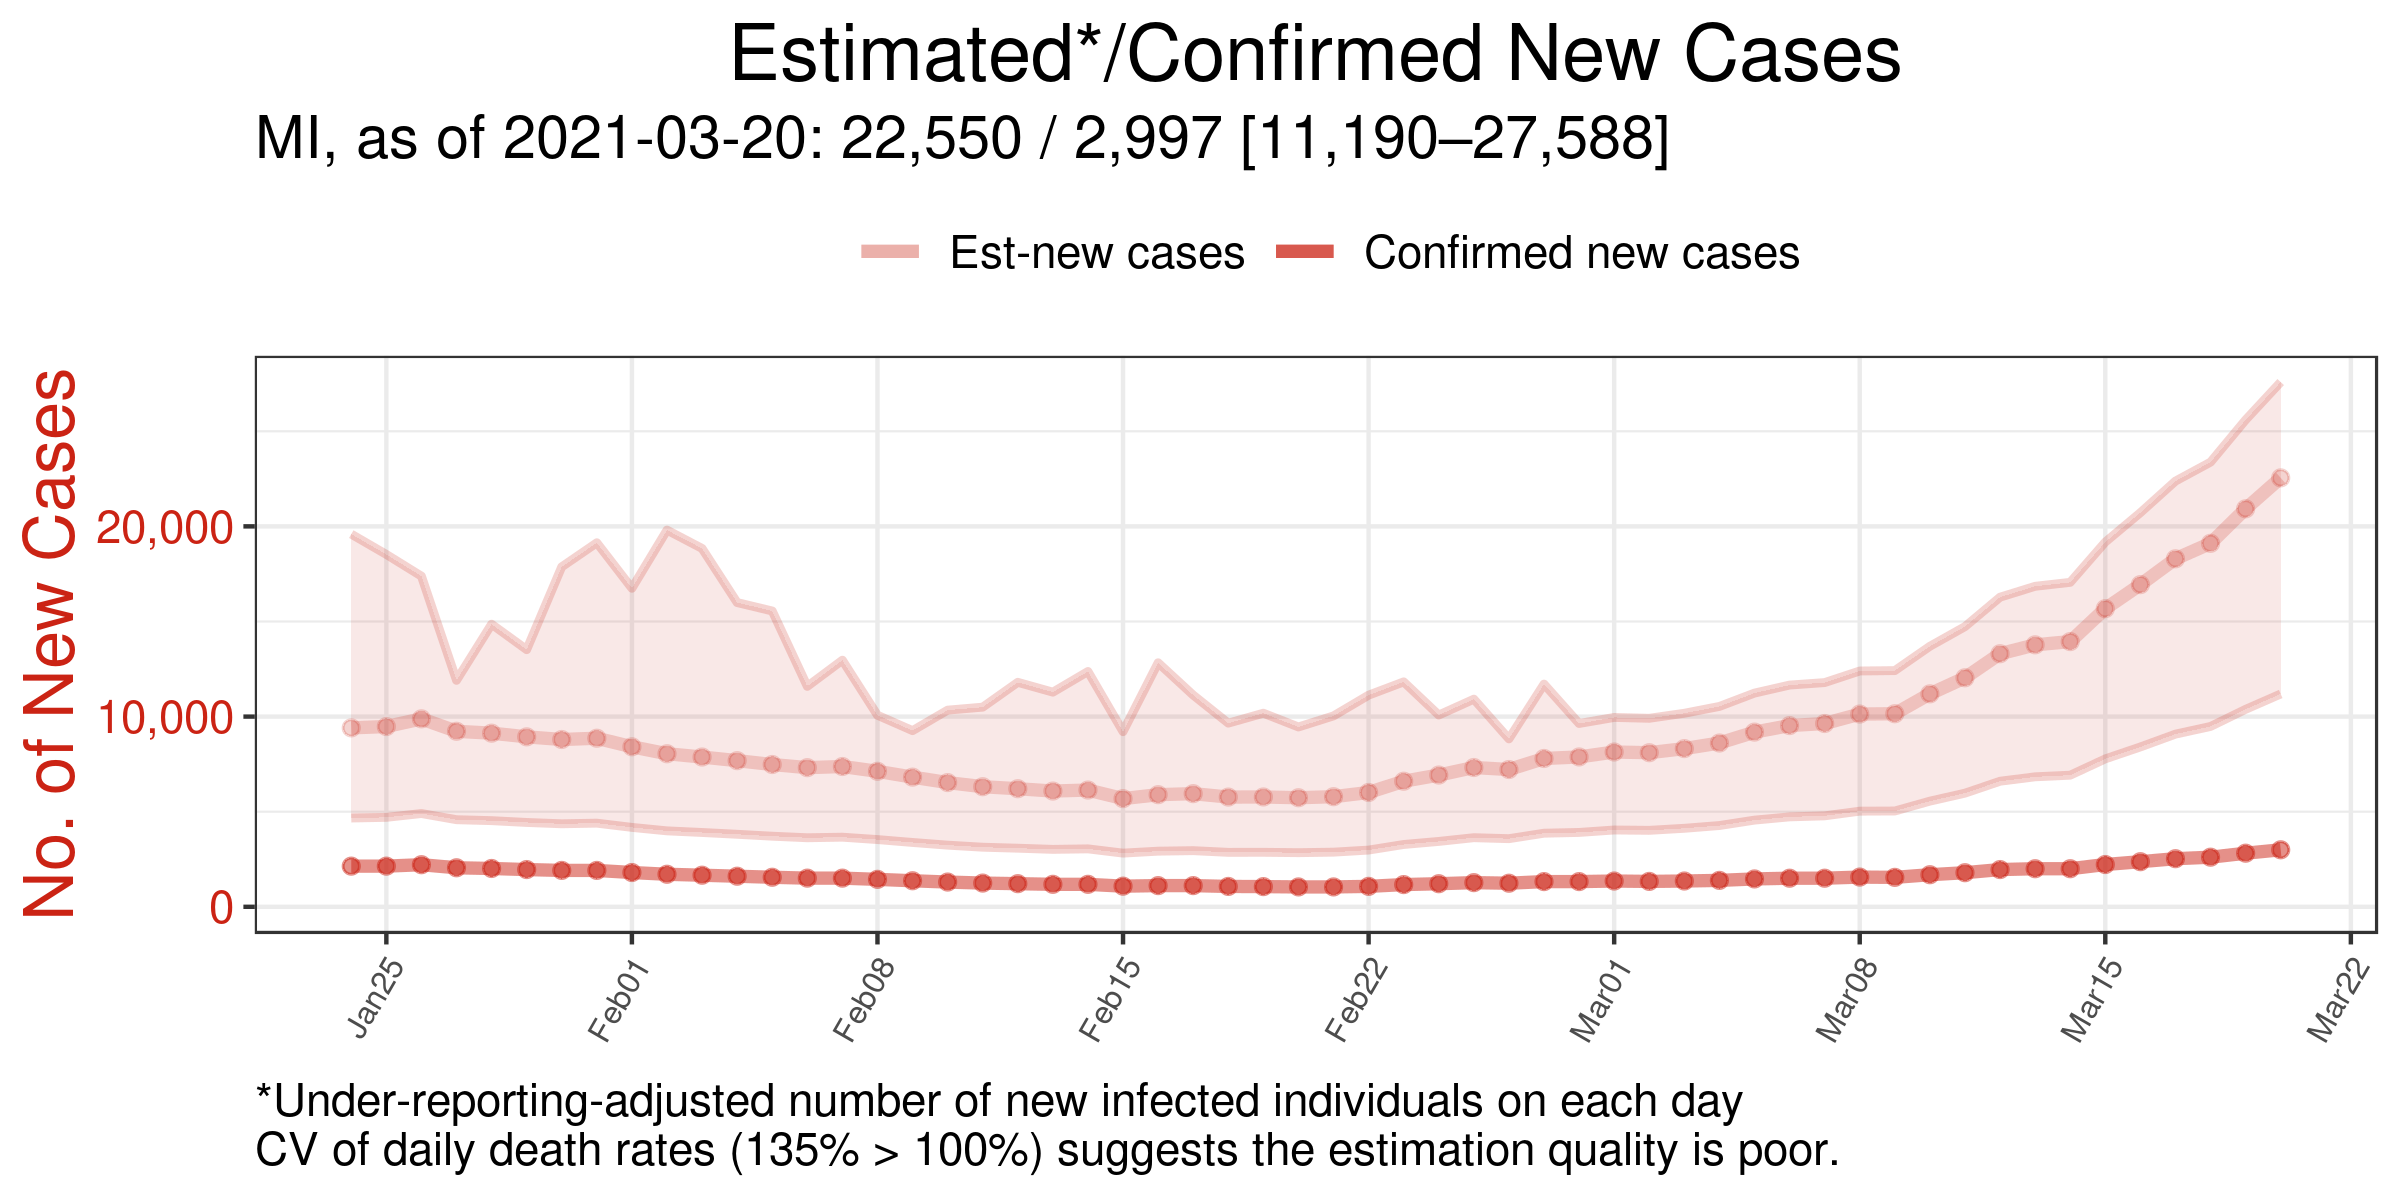 Estimated*/Confirmed New Cases
MI, as of 2021-03-20: 22,550 / 2,997 [11,190–27,588]
Est-new cases
Confirmed new cases
No. of New Cases
20,000
10,000
0
Jan25
Feb01
Feb08
Feb15
Feb22
Mar01
Mar08
Mar15
Mar22
*Under-reporting-adjusted number of new infected individuals on each day
CV of daily death rates (135% > 100%) suggests the estimation quality is poor.